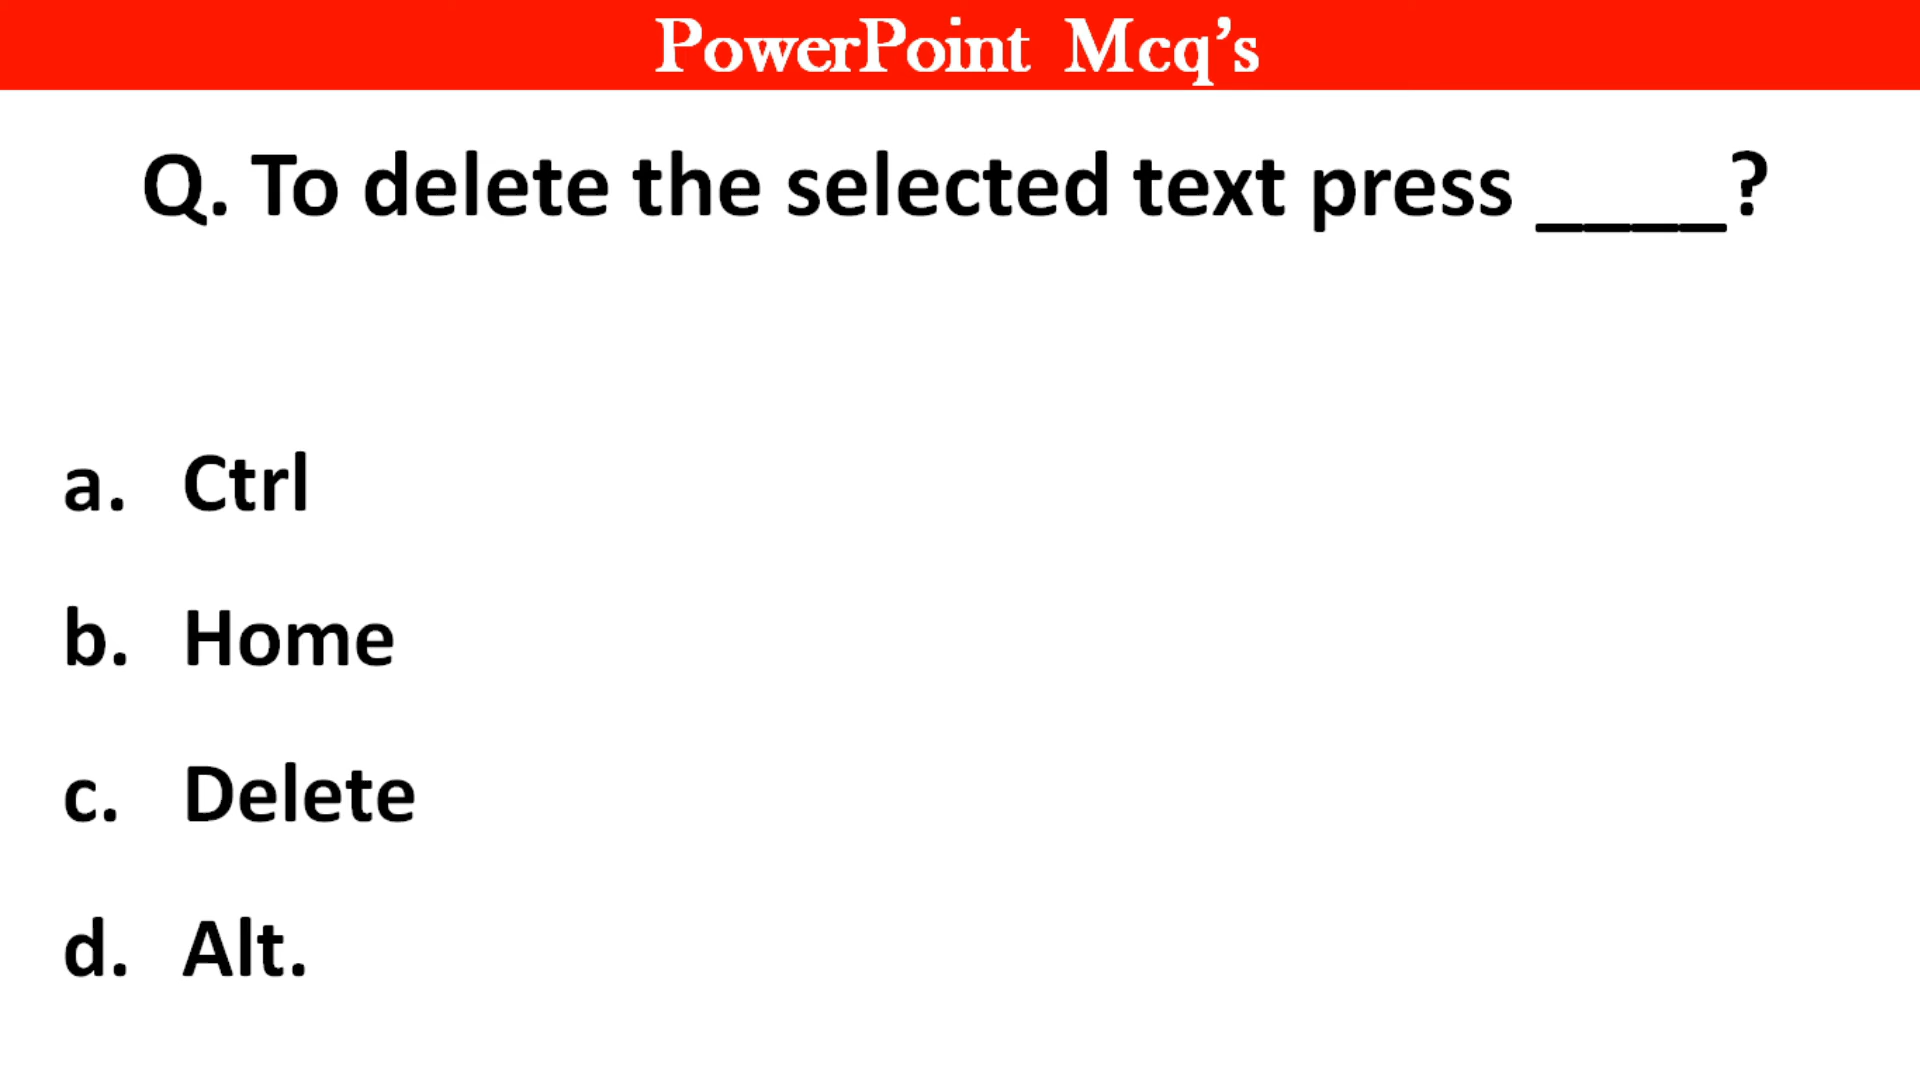 PowerPoint Mcq's
Q. To delete the selected text press ____?
a. Ctrl
b. Home
c. Delete
d. Alt.